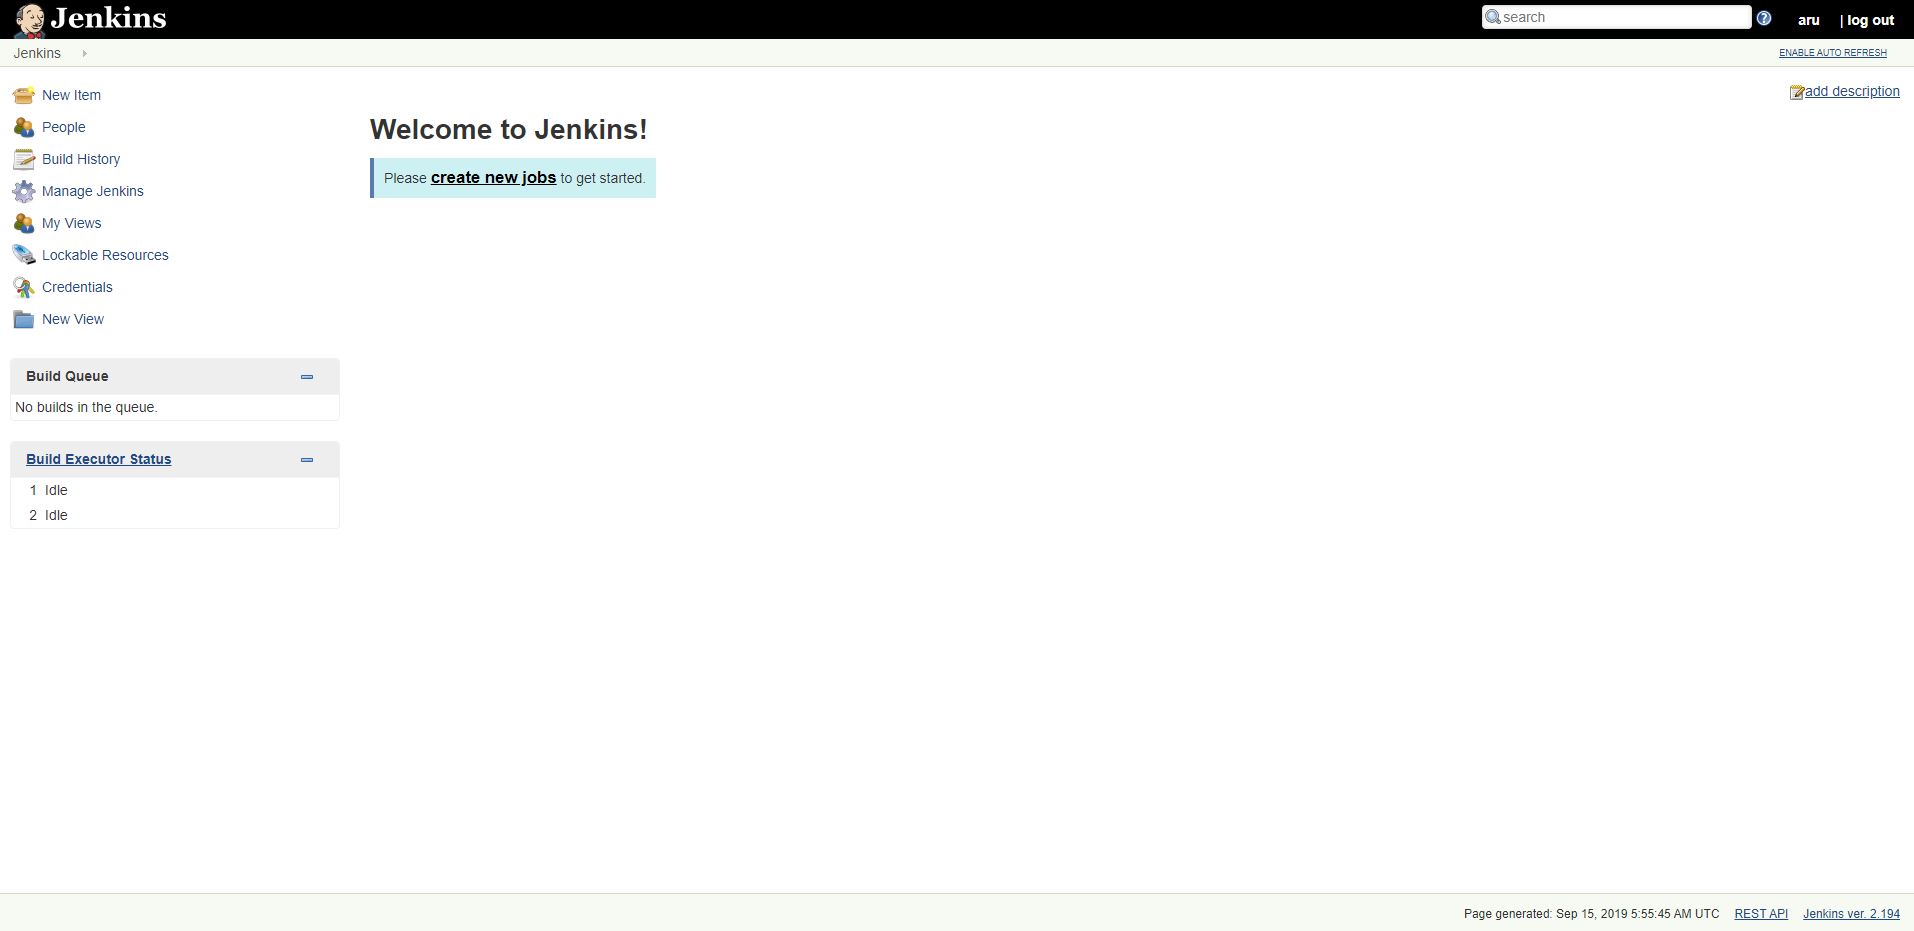 Jenkins
search
aru
| log out
Jenkins
ENABLE AUTO REFRESH
New Item
People
Build History
Manage Jenkins
My Views
Lockable Resources
Credentials
New View
add description
Welcome to Jenkins!
Please create new jobs to get started.
Build Queue
No builds in the queue.
Build Executor Status
1 Idle
2 Idle
Page generated: Sep 15, 2019 5:55:45 AM UTC REST API Jenkins ver. 2.194